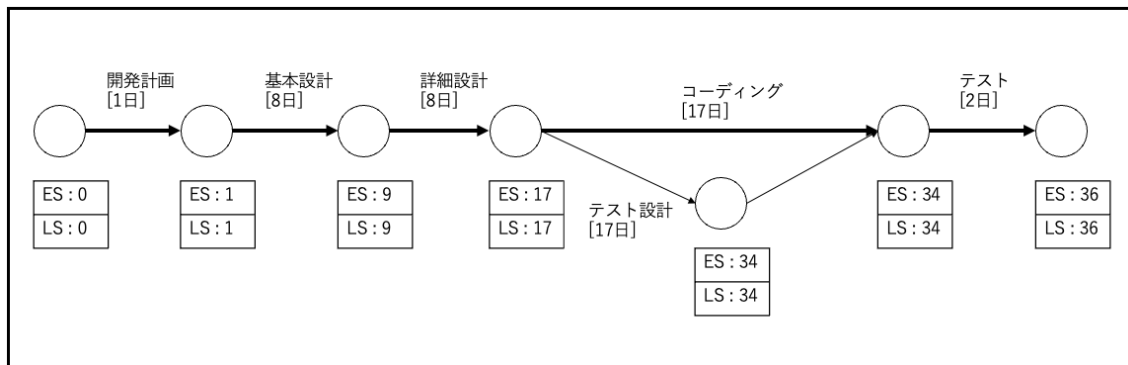 開発計画
[1日]
基本設計
[8日]
詳細設計
[8日]
コーディング
[17日]
テスト
[2日]
テスト設計
[17日]
ES : 0
LS : 0
ES : 1
LS : 1
ES : 9
LS : 9
ES : 17
LS : 17
ES : 34
LS : 34
ES : 34
LS : 34
ES : 36
LS : 36